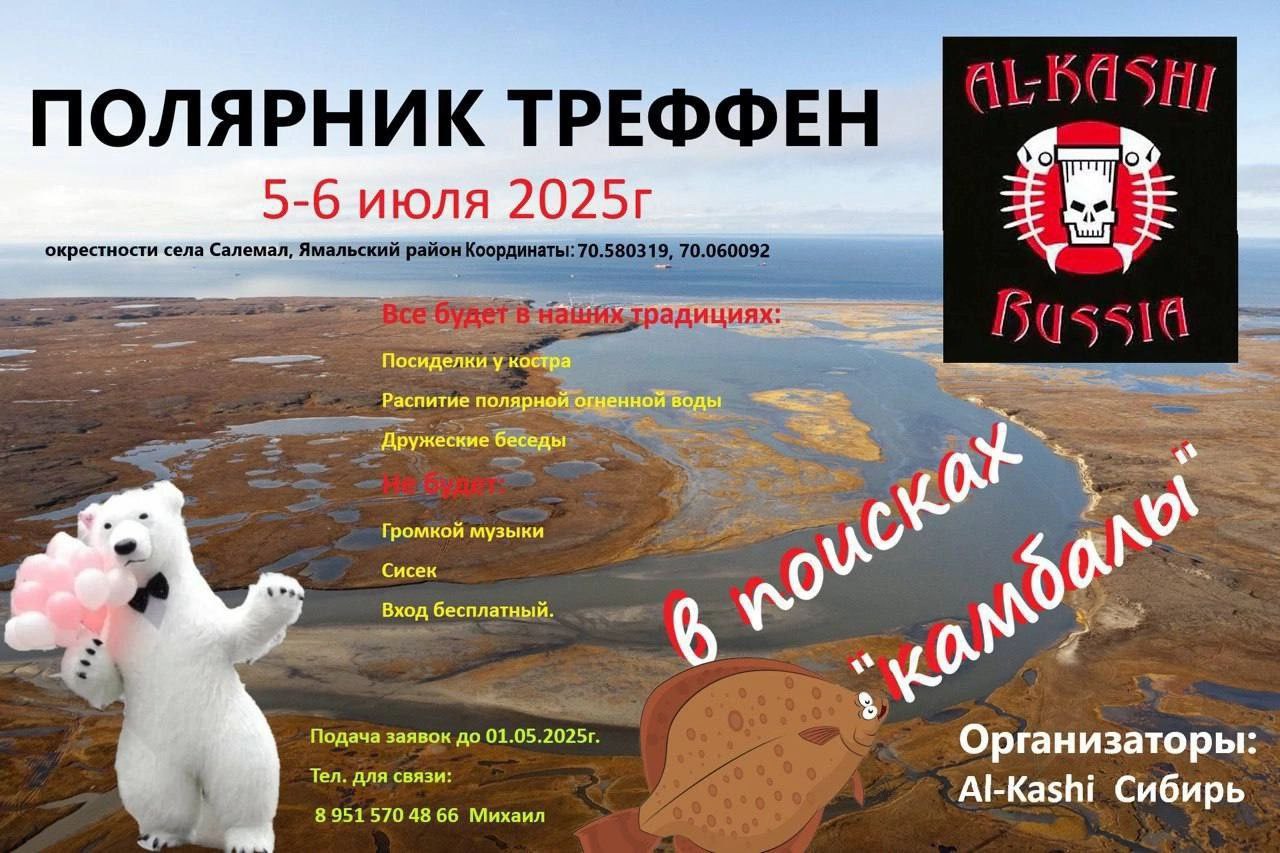 ПОЛЯРНИК ТРЕФФЕН
5-6 июля 2025г
окрестности села Салемал, Ямальский район Координаты: 70.580319, 70.060092
AL-KASHI
RUSSIA
Все будет в наших традициях:
Посиделки у костра
Распитие полярной огненной воды
Дружеские беседы
Не будет:
Громкой музыки
Сисек
Вход бесплатный.
в поисках
"камбалы"
Подача заявок до 01.05.2025г.
Тел. для связи:
8 951 570 48 66 Михаил
Организаторы:
Al-Kashi Сибирь